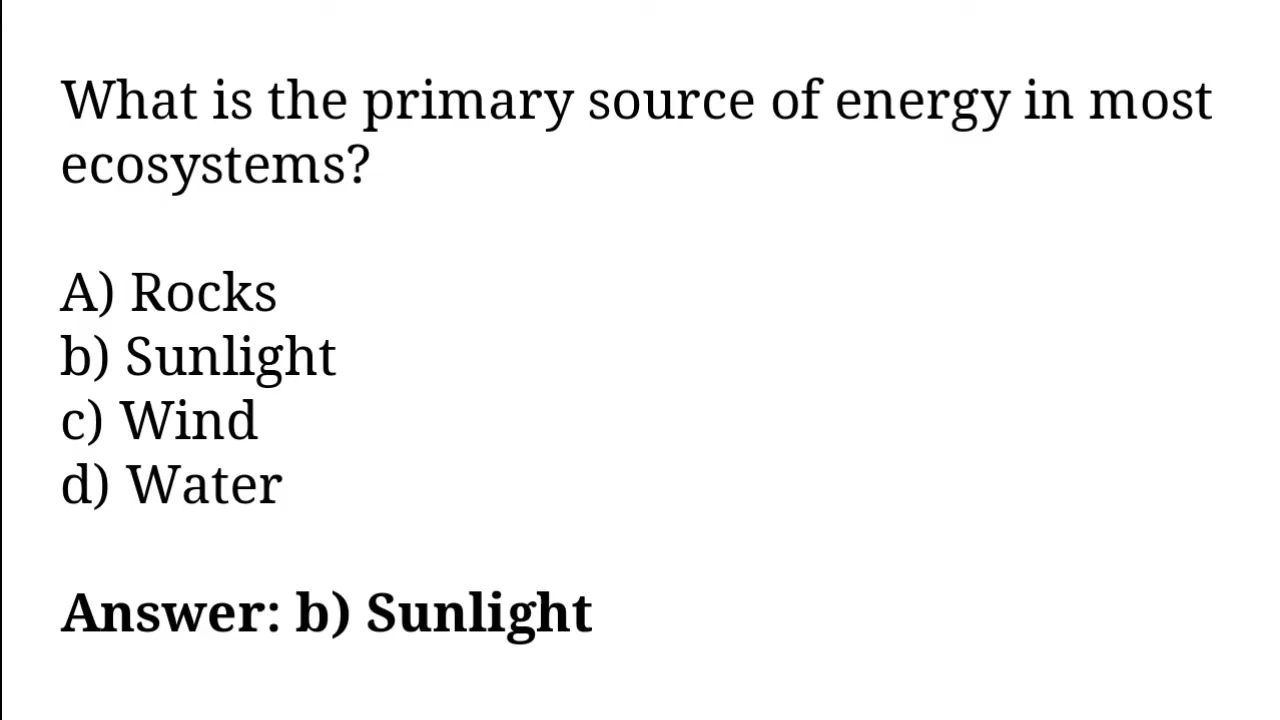 What is the primary source of energy in most
ecosystems?
A) Rocks
b) Sunlight
c) Wind
d) Water
Answer: b) Sunlight